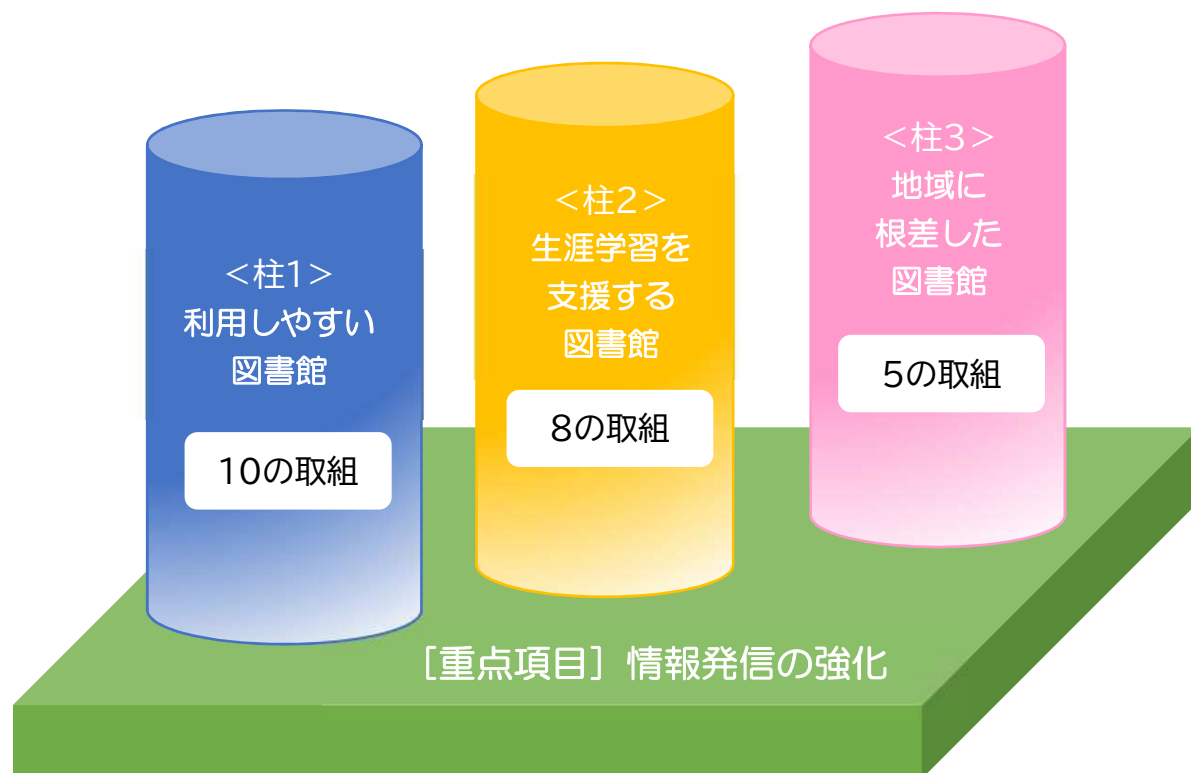 <柱1>
利用しやすい
図書館
10の取組
<柱2>
生涯学習を
支援する
図書館
8の取組
<柱3>
地域に
根差した
図書館
5の取組
[重点項目] 情報発信の強化